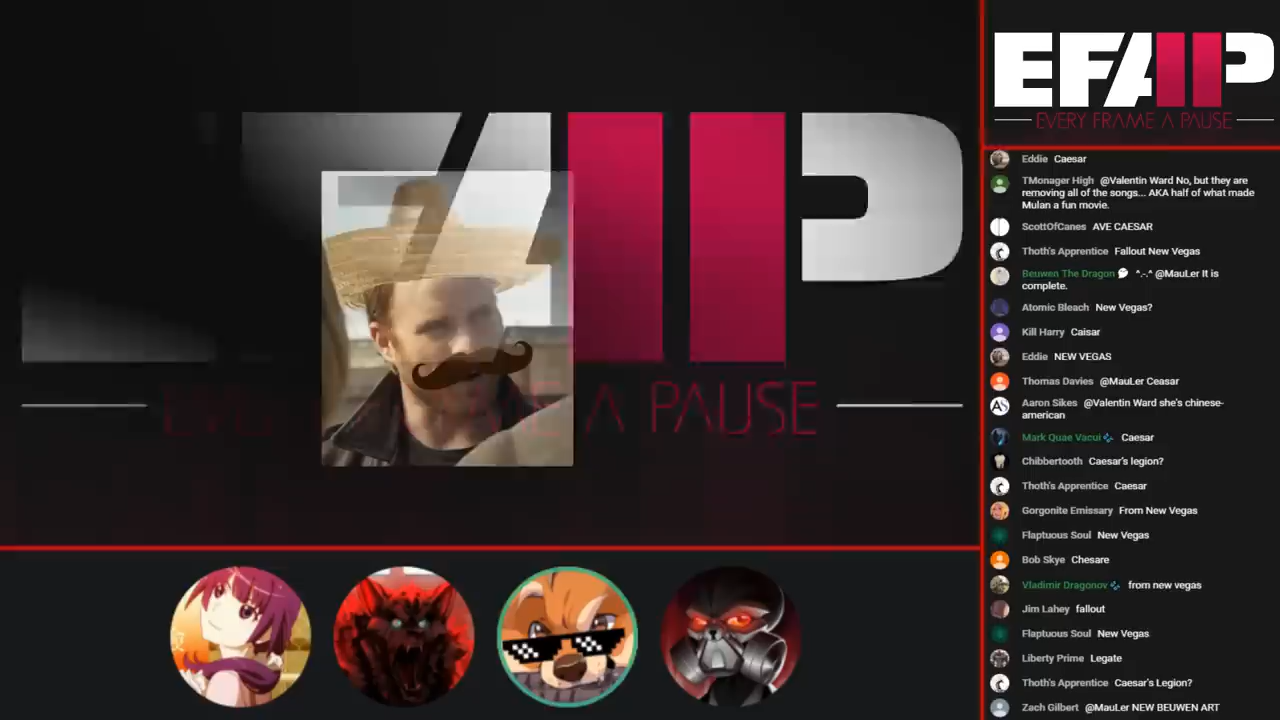 EFAP
EVERY FRAME A PAUSE
AP
A PAUSE
Eddie Caesar
TMonager High @Valentin Ward No, but they are
removing all of the songs... AKA half of what made
Mulan a fun movie.
ScottOfCanes AVE CAESAR
Thoth's Apprentice Fallout New Vegas
Beuwen The Dragon ^.-.^ @MauLer It is
complete.
Atomic Bleach New Vegas?
Kill Harry Caisar
Eddie NEW VEGAS
Thomas Davies @MauLer Ceasar
AS
Aaron Sikes @Valentin Ward she's chinese-
american
Mark Quae Vacui Caesar
Chibbertooth Caesar's legion?
Thoth's Apprentice Caesar
Gorgonite Emissary From New Vegas
Flaptuous Soul New Vegas
Bob Skye Chesare
Vladimir Dragonov from new vegas
Jim Lahey fallout
Flaptuous Soul New Vegas
Liberty Prime Legate
Thoth's Apprentice Caesar's Legion?
Zach Gilbert @MauLer NEW BEUWEN ART